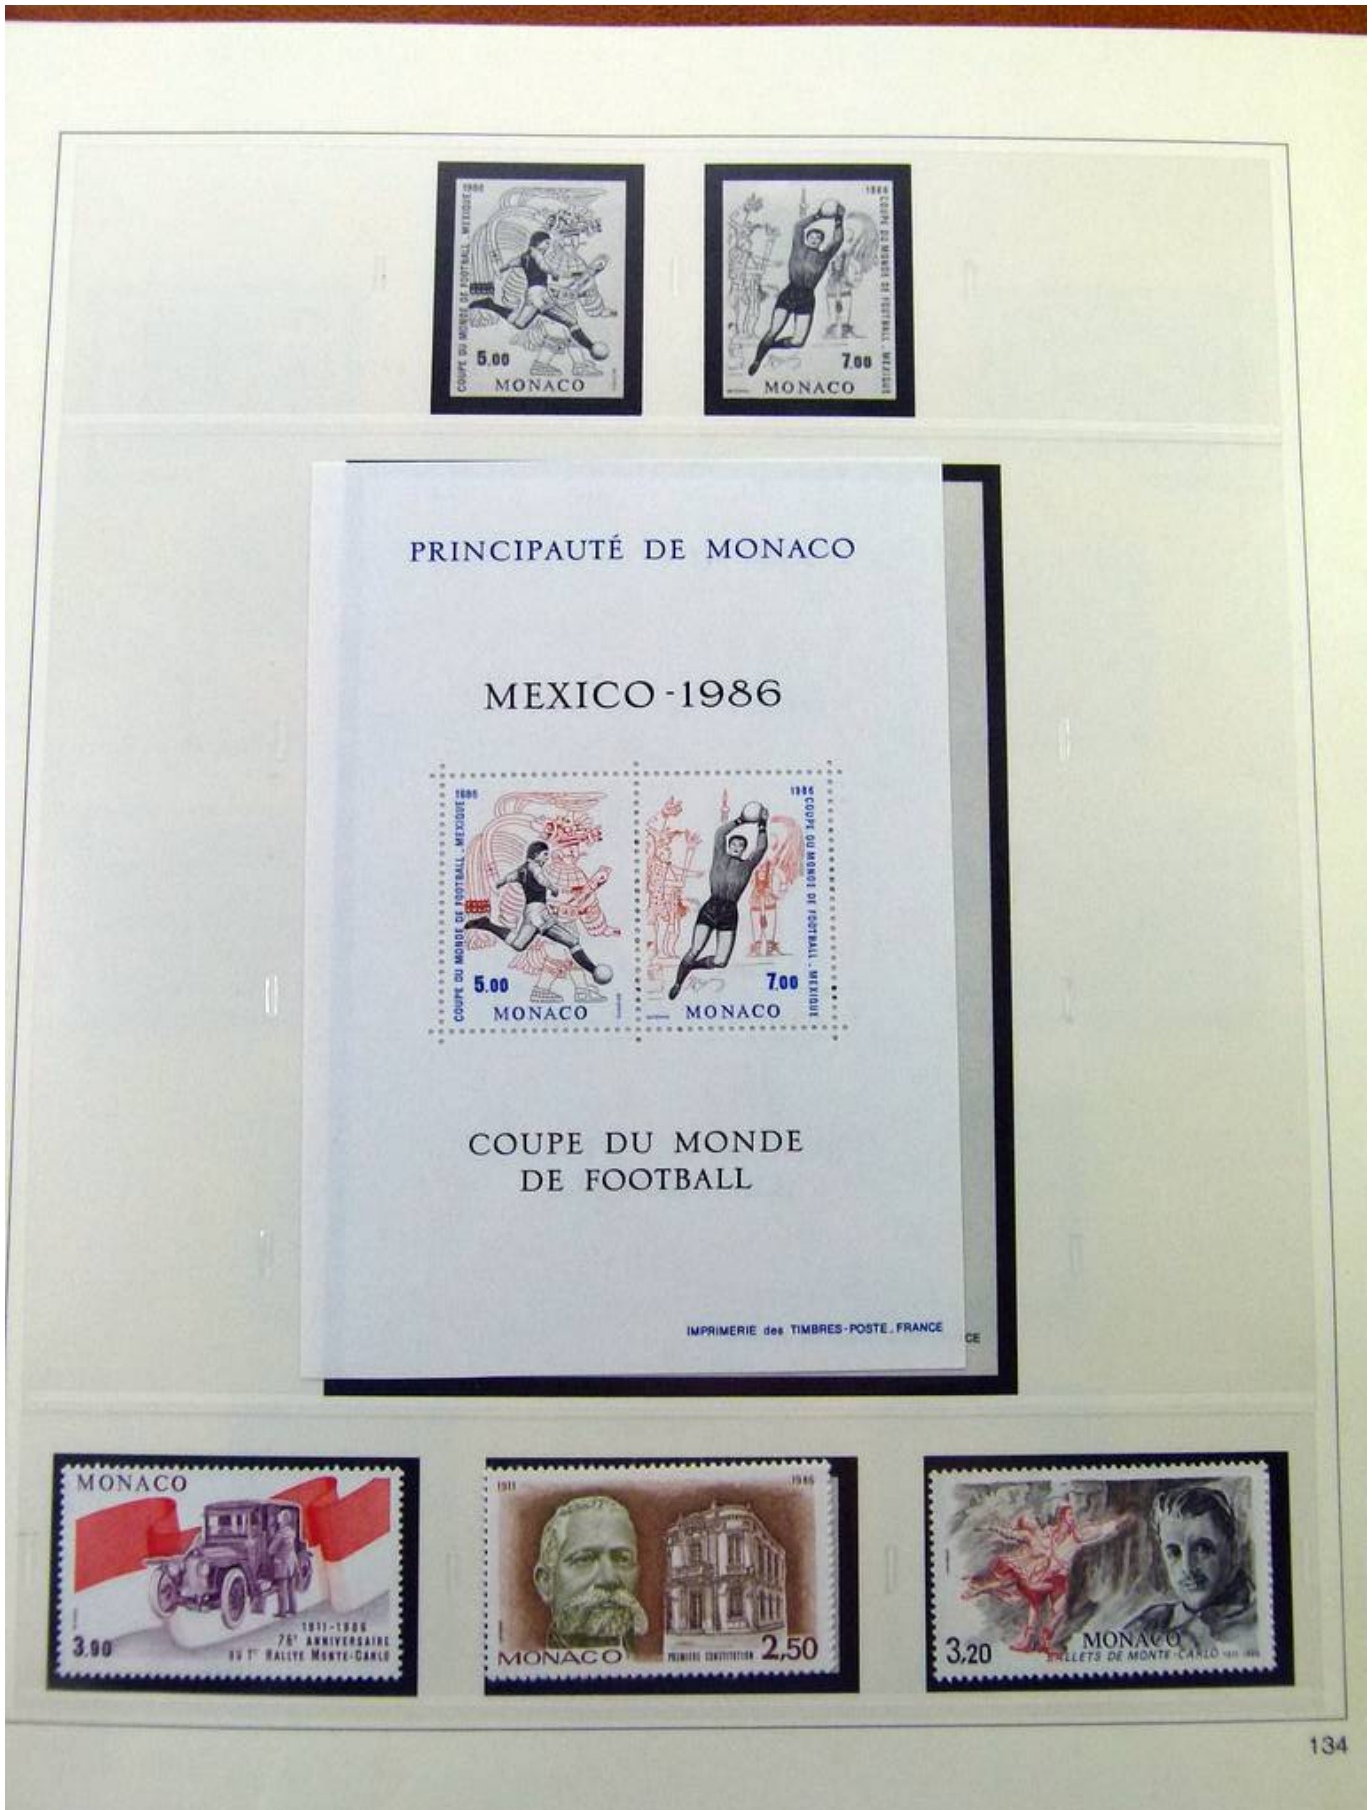 1986
COUPE DU MONDE DE FOOTBALL - MEXIQUE
5.00
MONACO
1986
COUPE DU MONDE DE FOOTBALL - MEXIQUE
7.00
MONACO
PRINCIPAUTÉ DE MONACO
MEXICO - 1986
1986
COUPE DU MONDE DE FOOTBALL - MEXIQUE
5.00
MONACO
1986
COUPE DU MONDE DE FOOTBALL - MEXIQUE
7.00
MONACO
COUPE DU MONDE
DE FOOTBALL
IMPRIMERIE des TIMBRES-POSTE. FRANCE
CE
MONACO
3.90
1911-1986
75e ANNIVERSAIRE
DU 1er RALLYE MONTE-CARLO
1911
1986
MONACO
PREMIÈRE CONSTITUTION
2,50
3,20
MONACO
BALLETS DE MONTE-CARLO
134